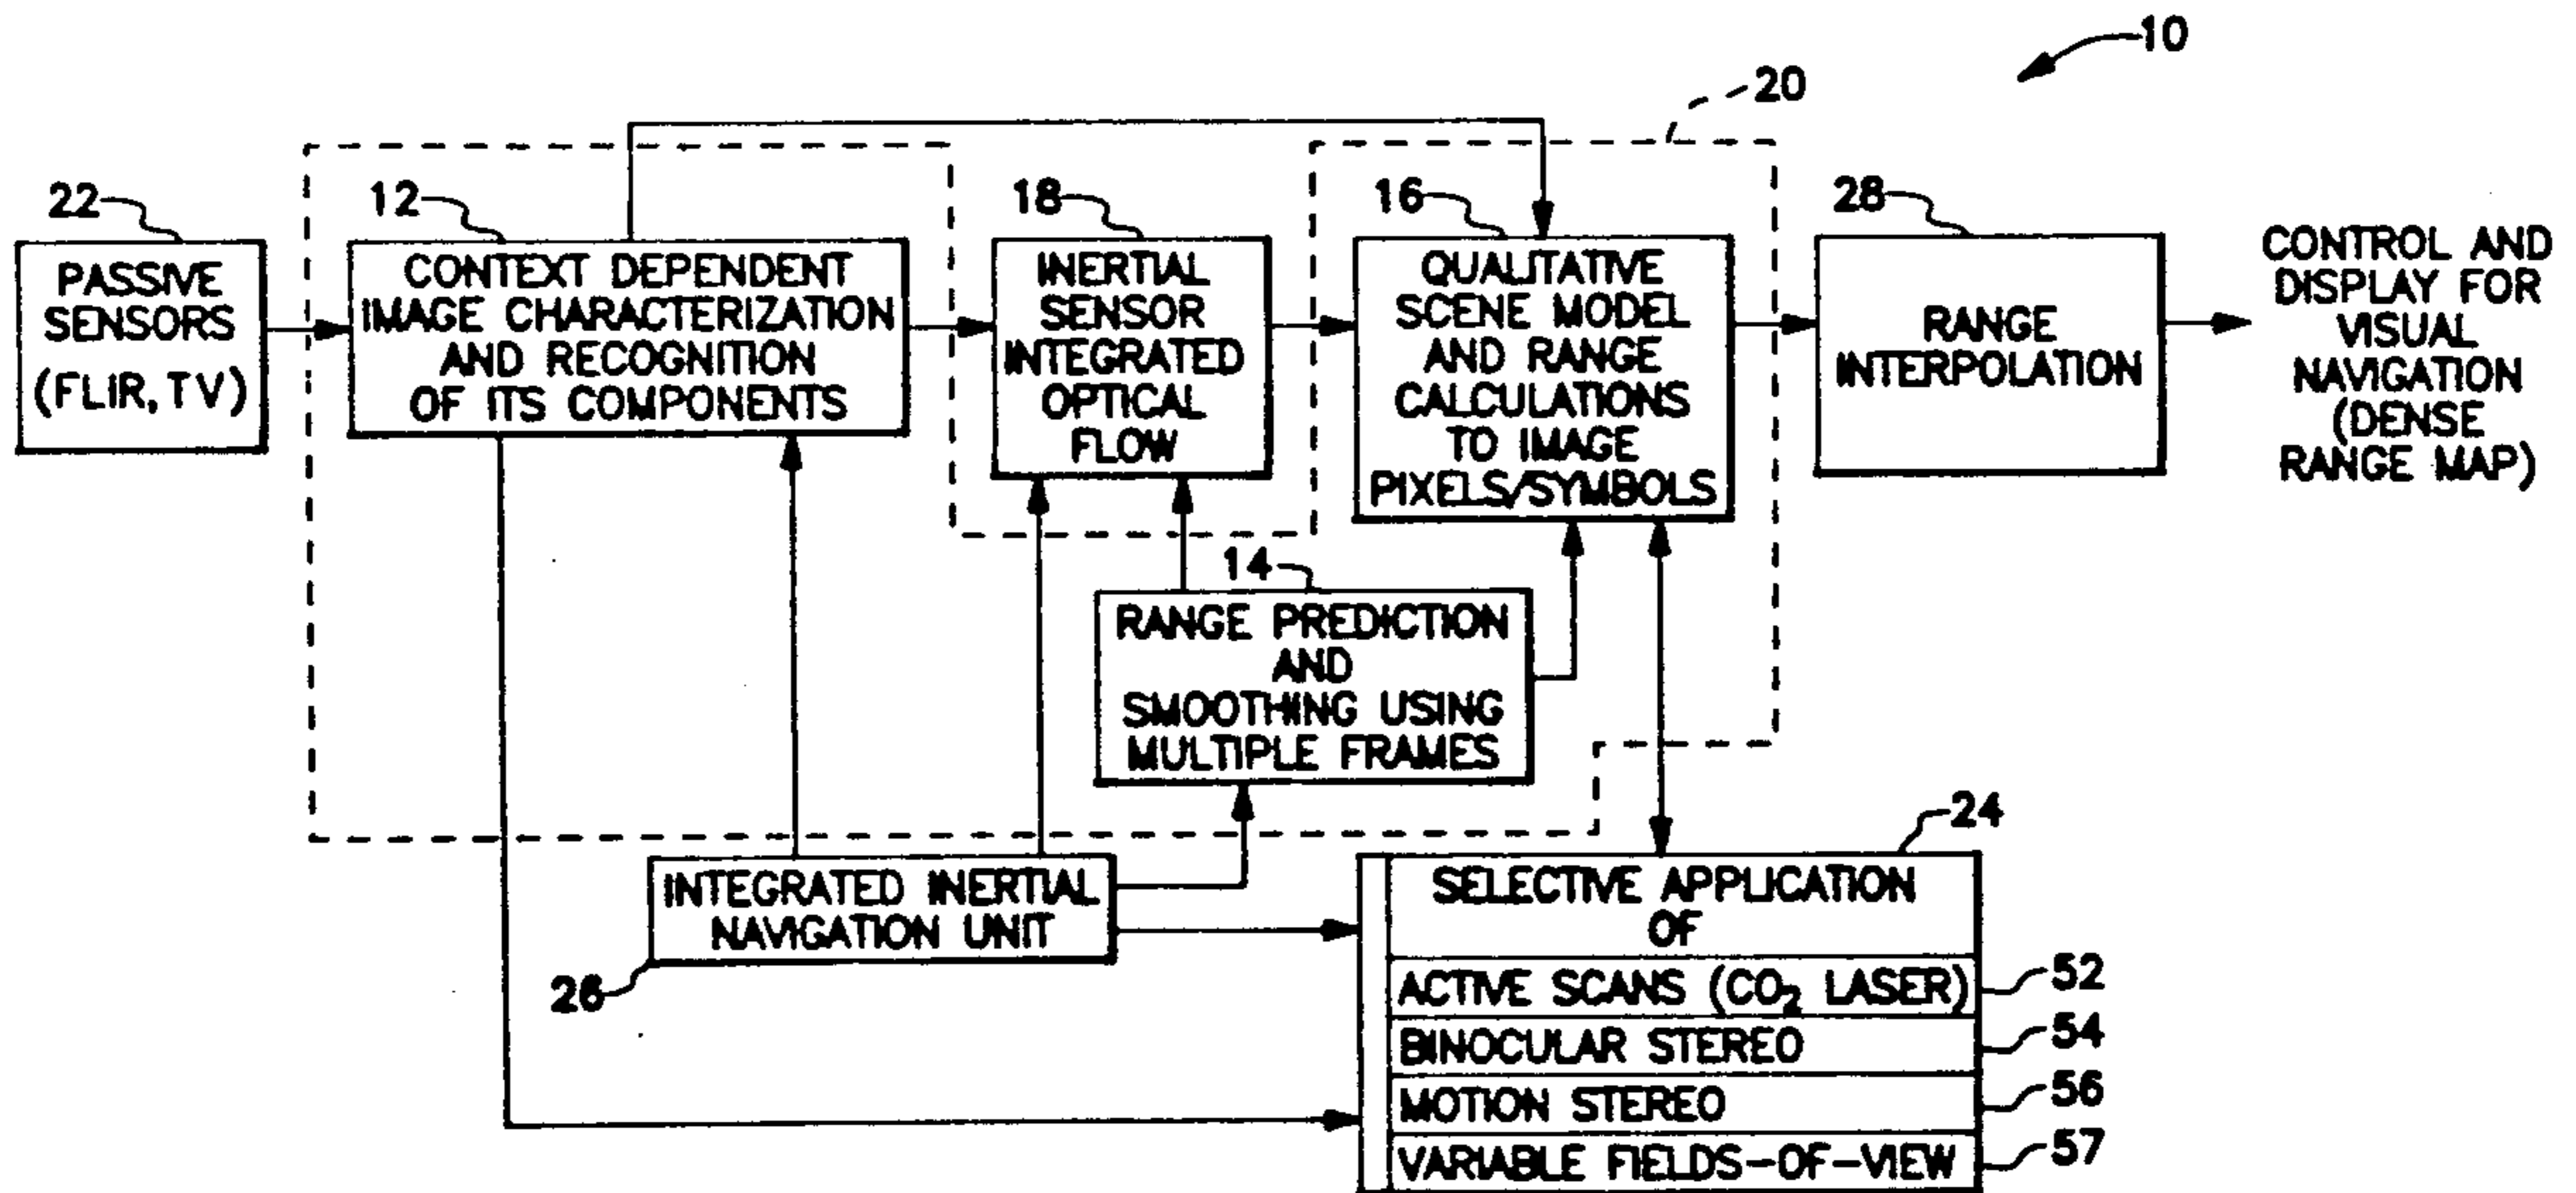 10
20
22
12
18
16
28
PASSIVE
SENSORS
(FLIR, TV)
CONTEXT DEPENDENT
IMAGE CHARACTERIZATION
AND RECOGNITION
OF ITS COMPONENTS
INERTIAL
SENSOR
INTEGRATED
OPTICAL
FLOW
QUALITATIVE
SCENE MODEL
AND RANGE
CALCULATIONS
TO IMAGE
PIXELS/SYMBOLS
RANGE
INTERPOLATION
CONTROL AND
DISPLAY FOR
VISUAL
NAVIGATION
(DENSE
RANGE MAP)
14
RANGE PREDICTION
AND
SMOOTHING USING
MULTIPLE FRAMES
24
INTEGRATED INERTIAL
NAVIGATION UNIT
26
SELECTIVE APPLICATION
OF
ACTIVE SCANS (CO2 LASER)
52
BINOCULAR STEREO
54
MOTION STEREO
56
VARIABLE FIELDS-OF-VIEW
57